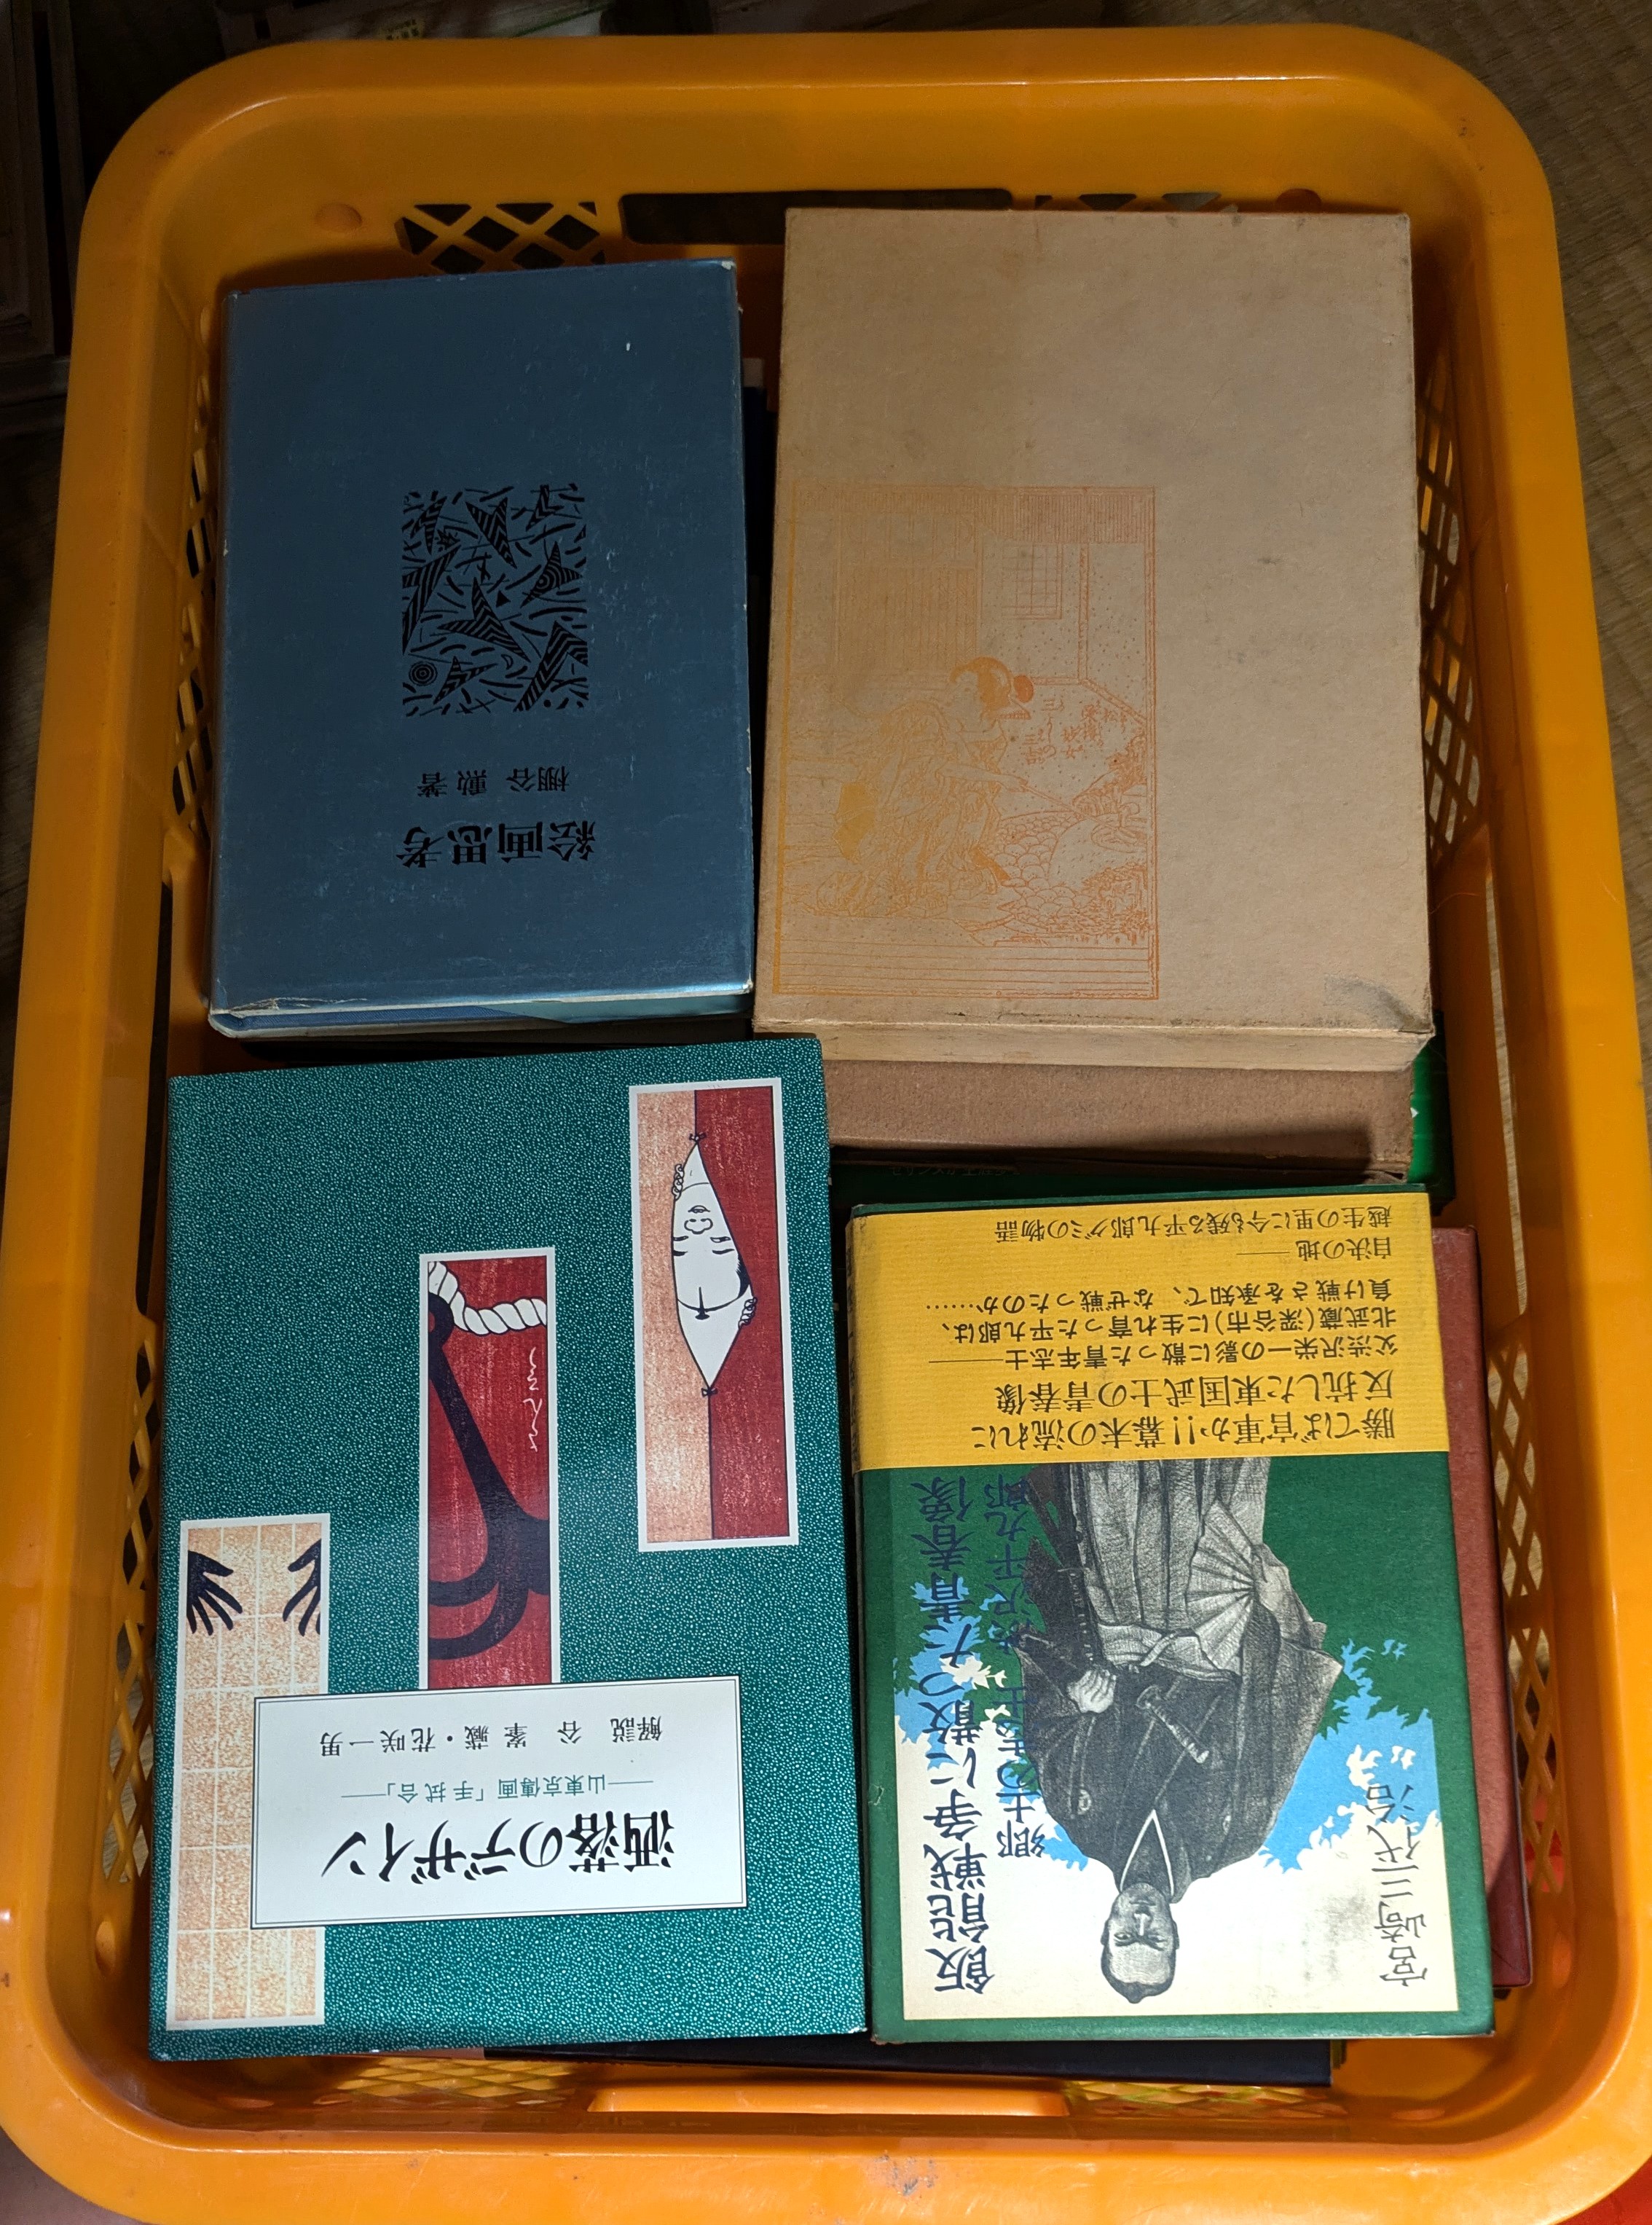 絵画思考
棚谷 勲 著
洒落のデザイン
──山東京傳画「手拭合」──
解説 谷 峯 藏・花咲一男
宮崎三代治
飯能戦争に散った青春像
郷土の志士 渋沢平九郎
勝てば官軍か!!幕末の流れに
反抗した東国武士の青春像
父渋沢栄一の影に散った青年志士───
北武蔵(深谷市)に生れ育った平九郎は、
負け戦さを承知で、なぜ戦ったのか……
自決の地───
越生の里に今も残る平九郎グミの物語